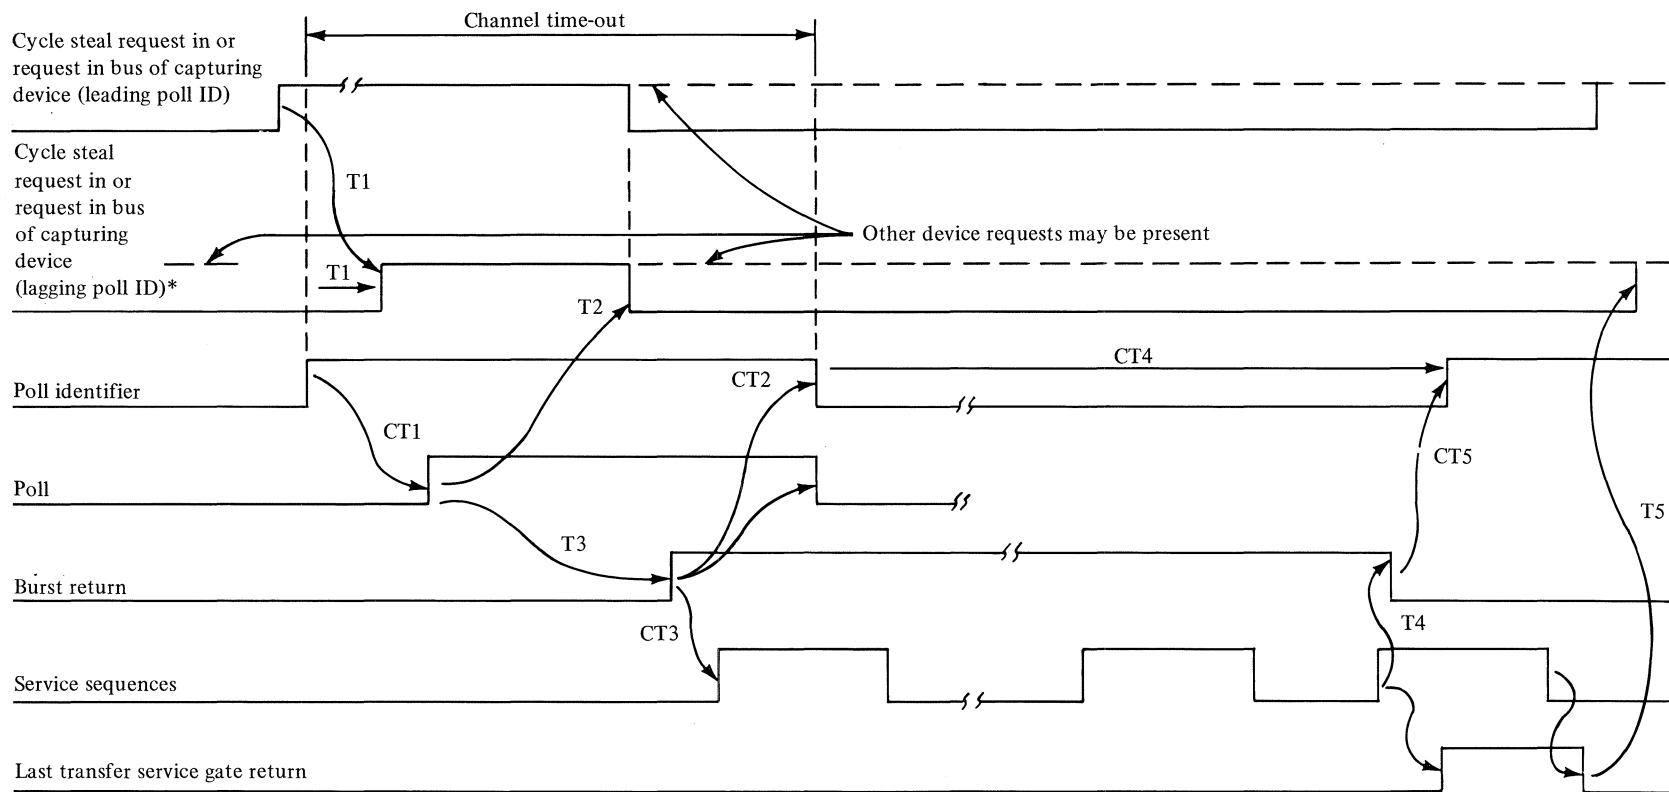 Channel time-out
Cycle steal request in or
request in bus of capturing
device (leading poll ID)
Cycle steal
request in or
request in bus
of capturing
device
(lagging poll ID)*
T1
T1
Other device requests may be present
T2
Poll identifier
CT1
CT2
CT4
Poll
CT5
T3
T5
Burst return
CT3
T4
Service sequences
Last transfer service gate return